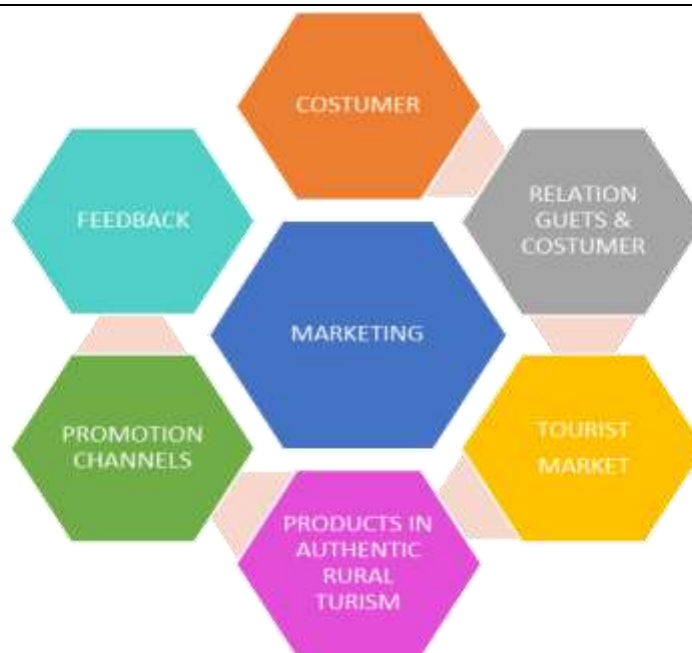 COSTUMER
RELATION
GUETS &
COSTUMER
FEEDBACK
MARKETING
TOURIST
MARKET
PROMOTION
CHANNELS
PRODUCTS IN
AUTHENTIC
RURAL
TURISM